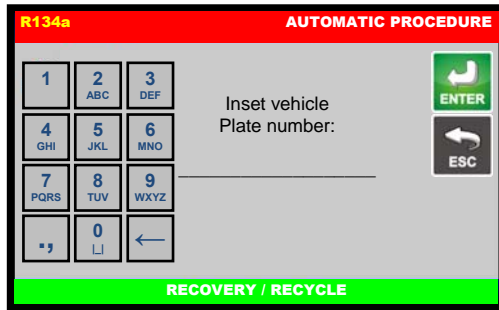 R134a AUTOMATIC PROCEDURE
1 2 3
ABC DEF
4 5 6
GHI JKL MNO
7 8 9
PQRS TUV WXYZ
., 0 ←
Inset vehicle
Plate number:
ENTER
ESC
RECOVERY / RECYCLE